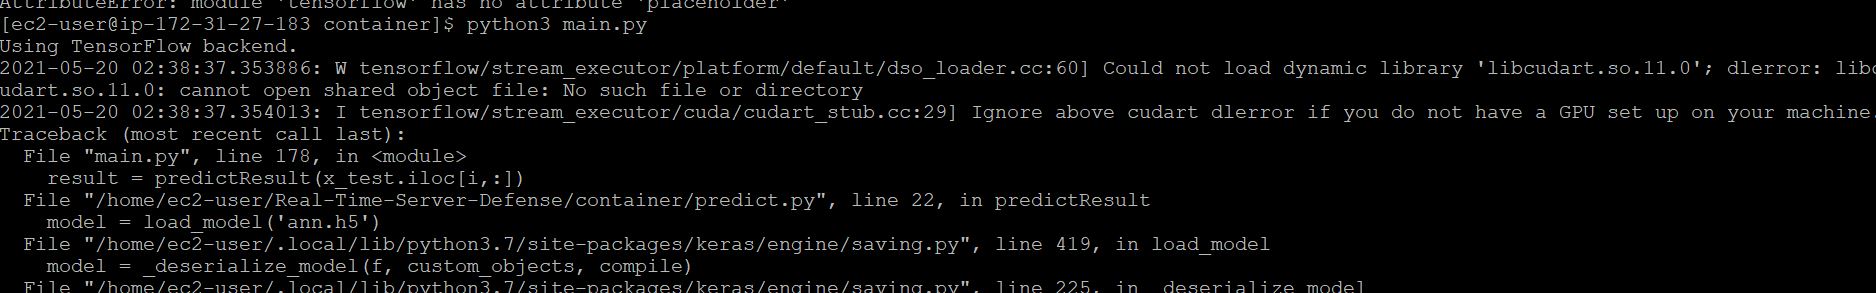 AttributeError: module 'tensorflow' has no attribute 'placeholder'
[ec2-user@ip-172-31-27-183 container]$ python3 main.py
Using TensorFlow backend.
2021-05-20 02:38:37.353886: W tensorflow/stream_executor/platform/default/dso_loader.cc:60] Could not load dynamic library 'libcudart.so.11.0'; dlerror: libc
udart.so.11.0: cannot open shared object file: No such file or directory
2021-05-20 02:38:37.354013: I tensorflow/stream_executor/cuda/cudart_stub.cc:29] Ignore above cudart dlerror if you do not have a GPU set up on your machine.
Traceback (most recent call last):
  File "main.py", line 178, in <module>
    result = predictResult(x_test.iloc[i,:])
  File "/home/ec2-user/Real-Time-Server-Defense/container/predict.py", line 22, in predictResult
    model = load_model('ann.h5')
  File "/home/ec2-user/.local/lib/python3.7/site-packages/keras/engine/saving.py", line 419, in load_model
    model = _deserialize_model(f, custom_objects, compile)
  File "/home/ec2-user/.local/lib/python3.7/site-packages/keras/engine/saving.py", line 225, in _deserialize_model